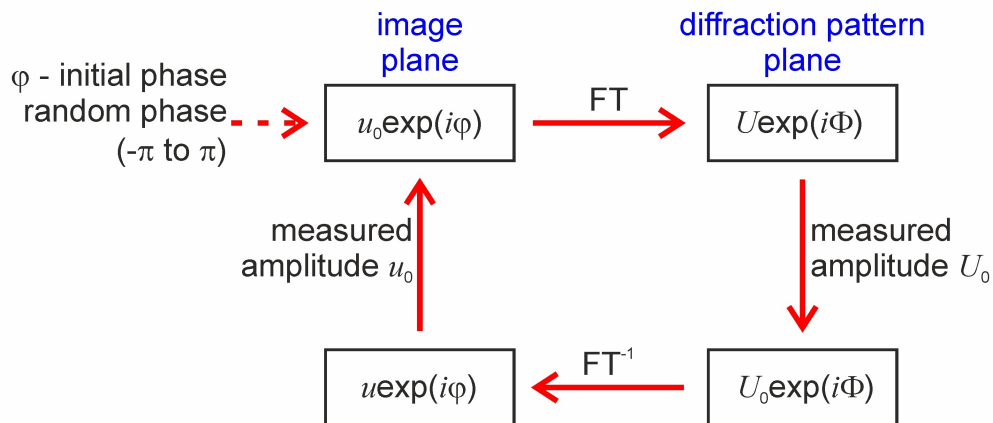 image
plane
diffraction pattern
plane
φ - initial phase
random phase
(-π to π)
u₀exp(iφ)
FT
Uexp(iΦ)
measured
amplitude u₀
measured
amplitude U₀
uexp(iφ)
FT⁻¹
U₀exp(iΦ)